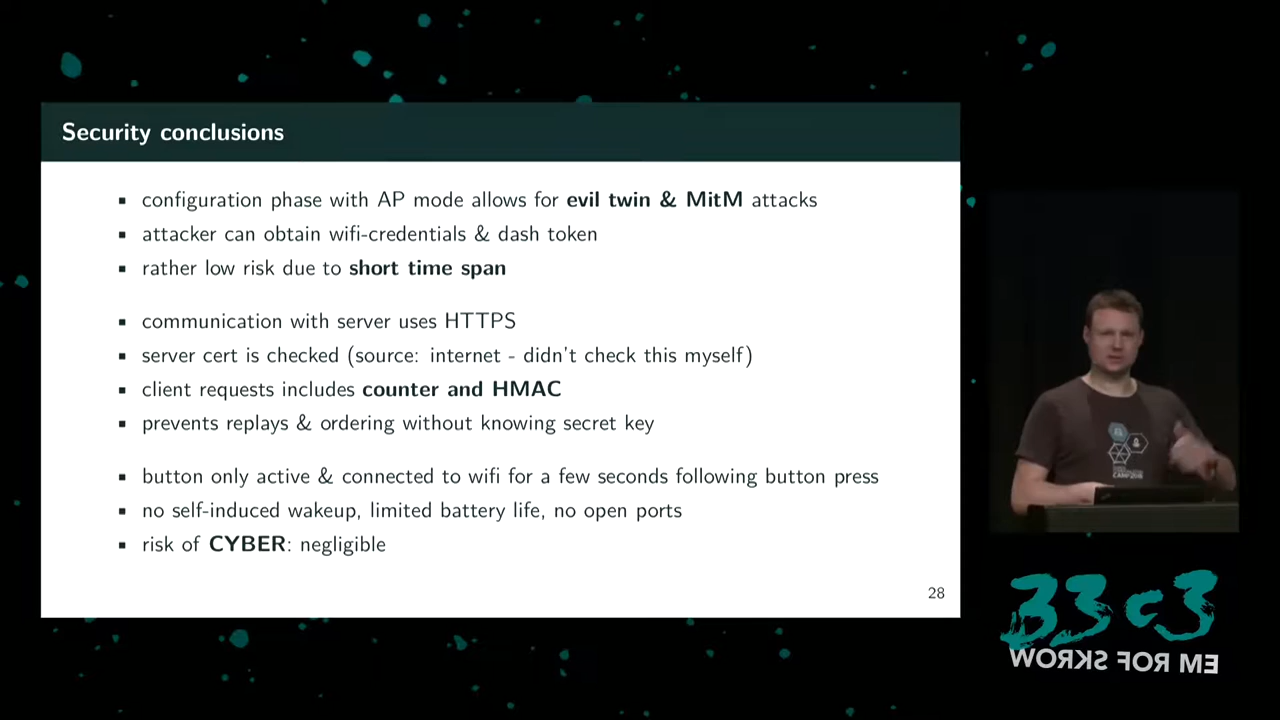 Security conclusions
▪ configuration phase with AP mode allows for evil twin & MitM attacks
▪ attacker can obtain wifi-credentials & dash token
▪ rather low risk due to short time span
▪ communication with server uses HTTPS
▪ server cert is checked (source: internet - didn't check this myself)
▪ client requests includes counter and HMAC
▪ prevents replays & ordering without knowing secret key
▪ button only active & connected to wifi for a few seconds following button press
▪ no self-induced wakeup, limited battery life, no open ports
▪ risk of CYBER: negligible
28
33c3
WORKS FOR ME